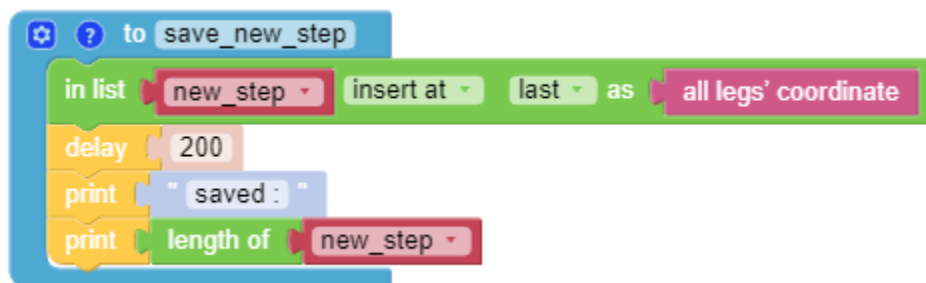 ? to save_new_step
in list new_step insert at last as all legs' coordinate
delay 200
print " saved : "
print length of new_step